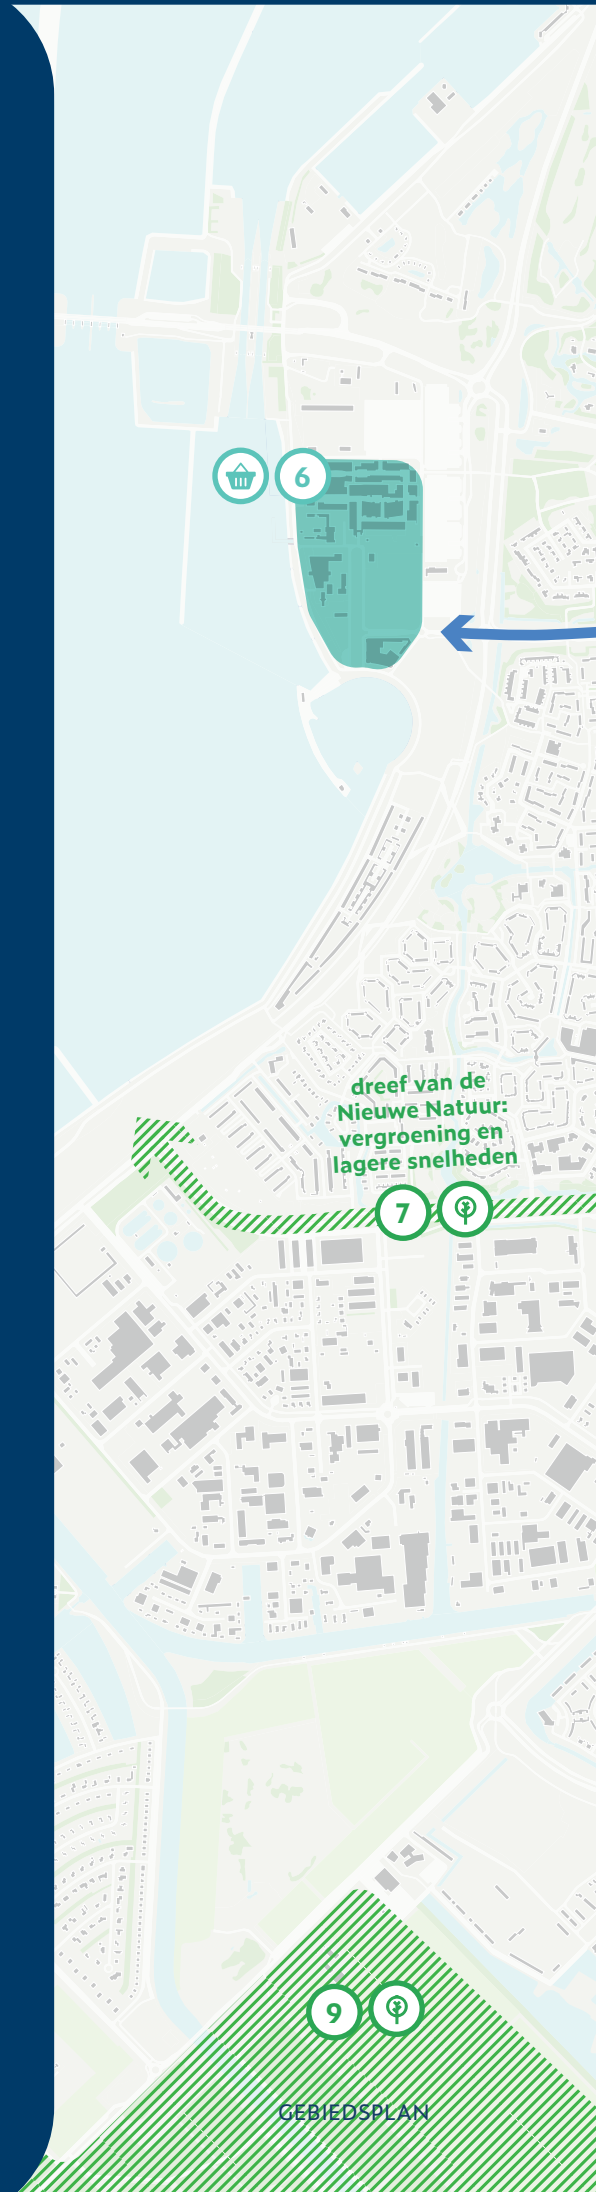 6
dreef van de
Nieuwe Natuur:
vergroening en
lagere snelheden
7
9
GEBIEDSPLAN